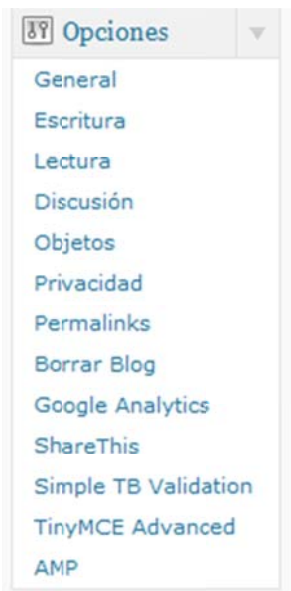 Opciones
General
Escritura
Lectura
Discusión
Objetos
Privacidad
Permalinks
Borrar Blog
Google Analytics
ShareThis
Simple TB Validation
TinyMCE Advanced
AMP